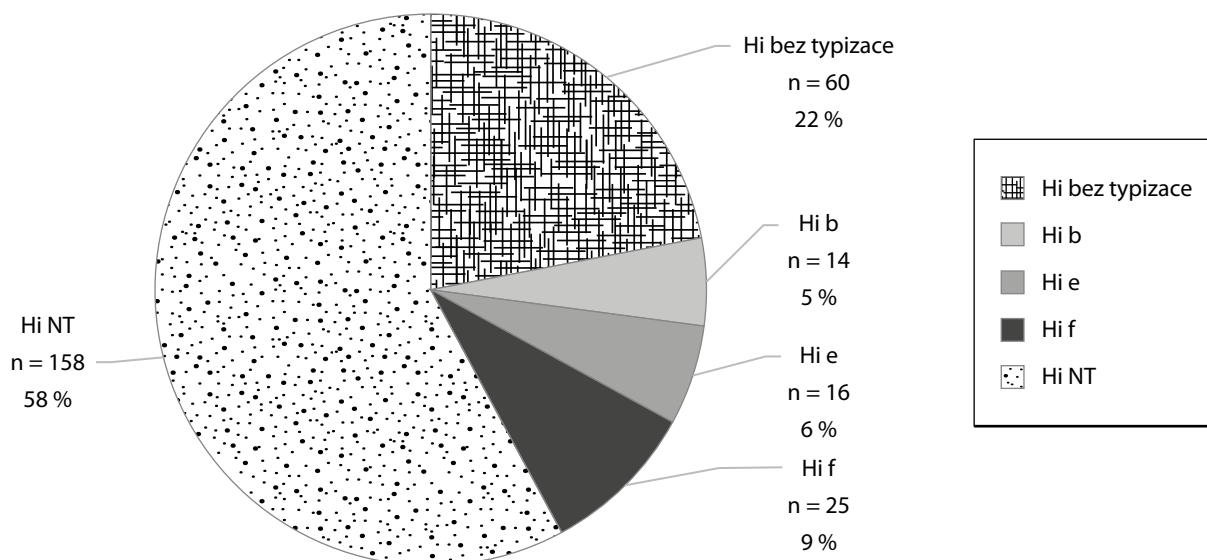 Hi bez typizace
n = 60
22 %
Hi b
n = 14
5 %
Hi e
n = 16
6 %
Hi f
n = 25
9 %
Hi NT
n = 158
58 %
Hi bez typizace
Hi b
Hi e
Hi f
Hi NT